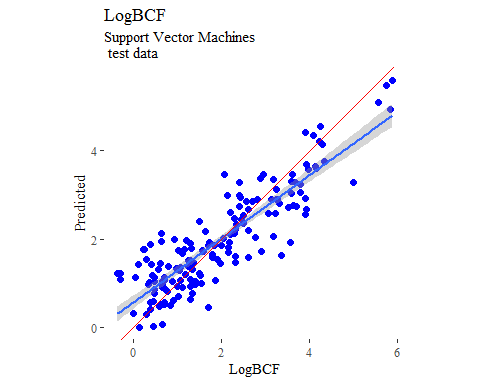 LogBCF
Support Vector Machines
test data
Predicted
4
2
0
0
2
4
6
LogBCF